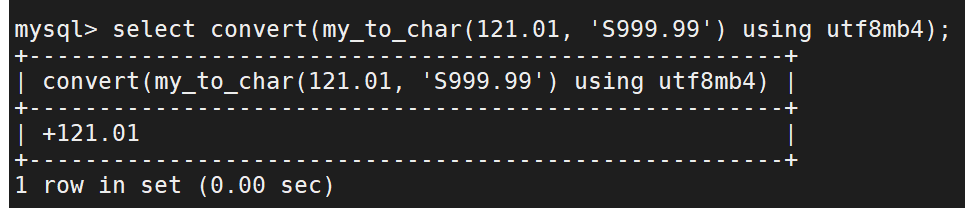 mysql> select convert(my_to_char(121.01, 'S999.99') using utf8mb4);
+------------------------------------------------------+
| convert(my_to_char(121.01, 'S999.99') using utf8mb4) |
+------------------------------------------------------+
| +121.01                                              |
+------------------------------------------------------+
1 row in set (0.00 sec)